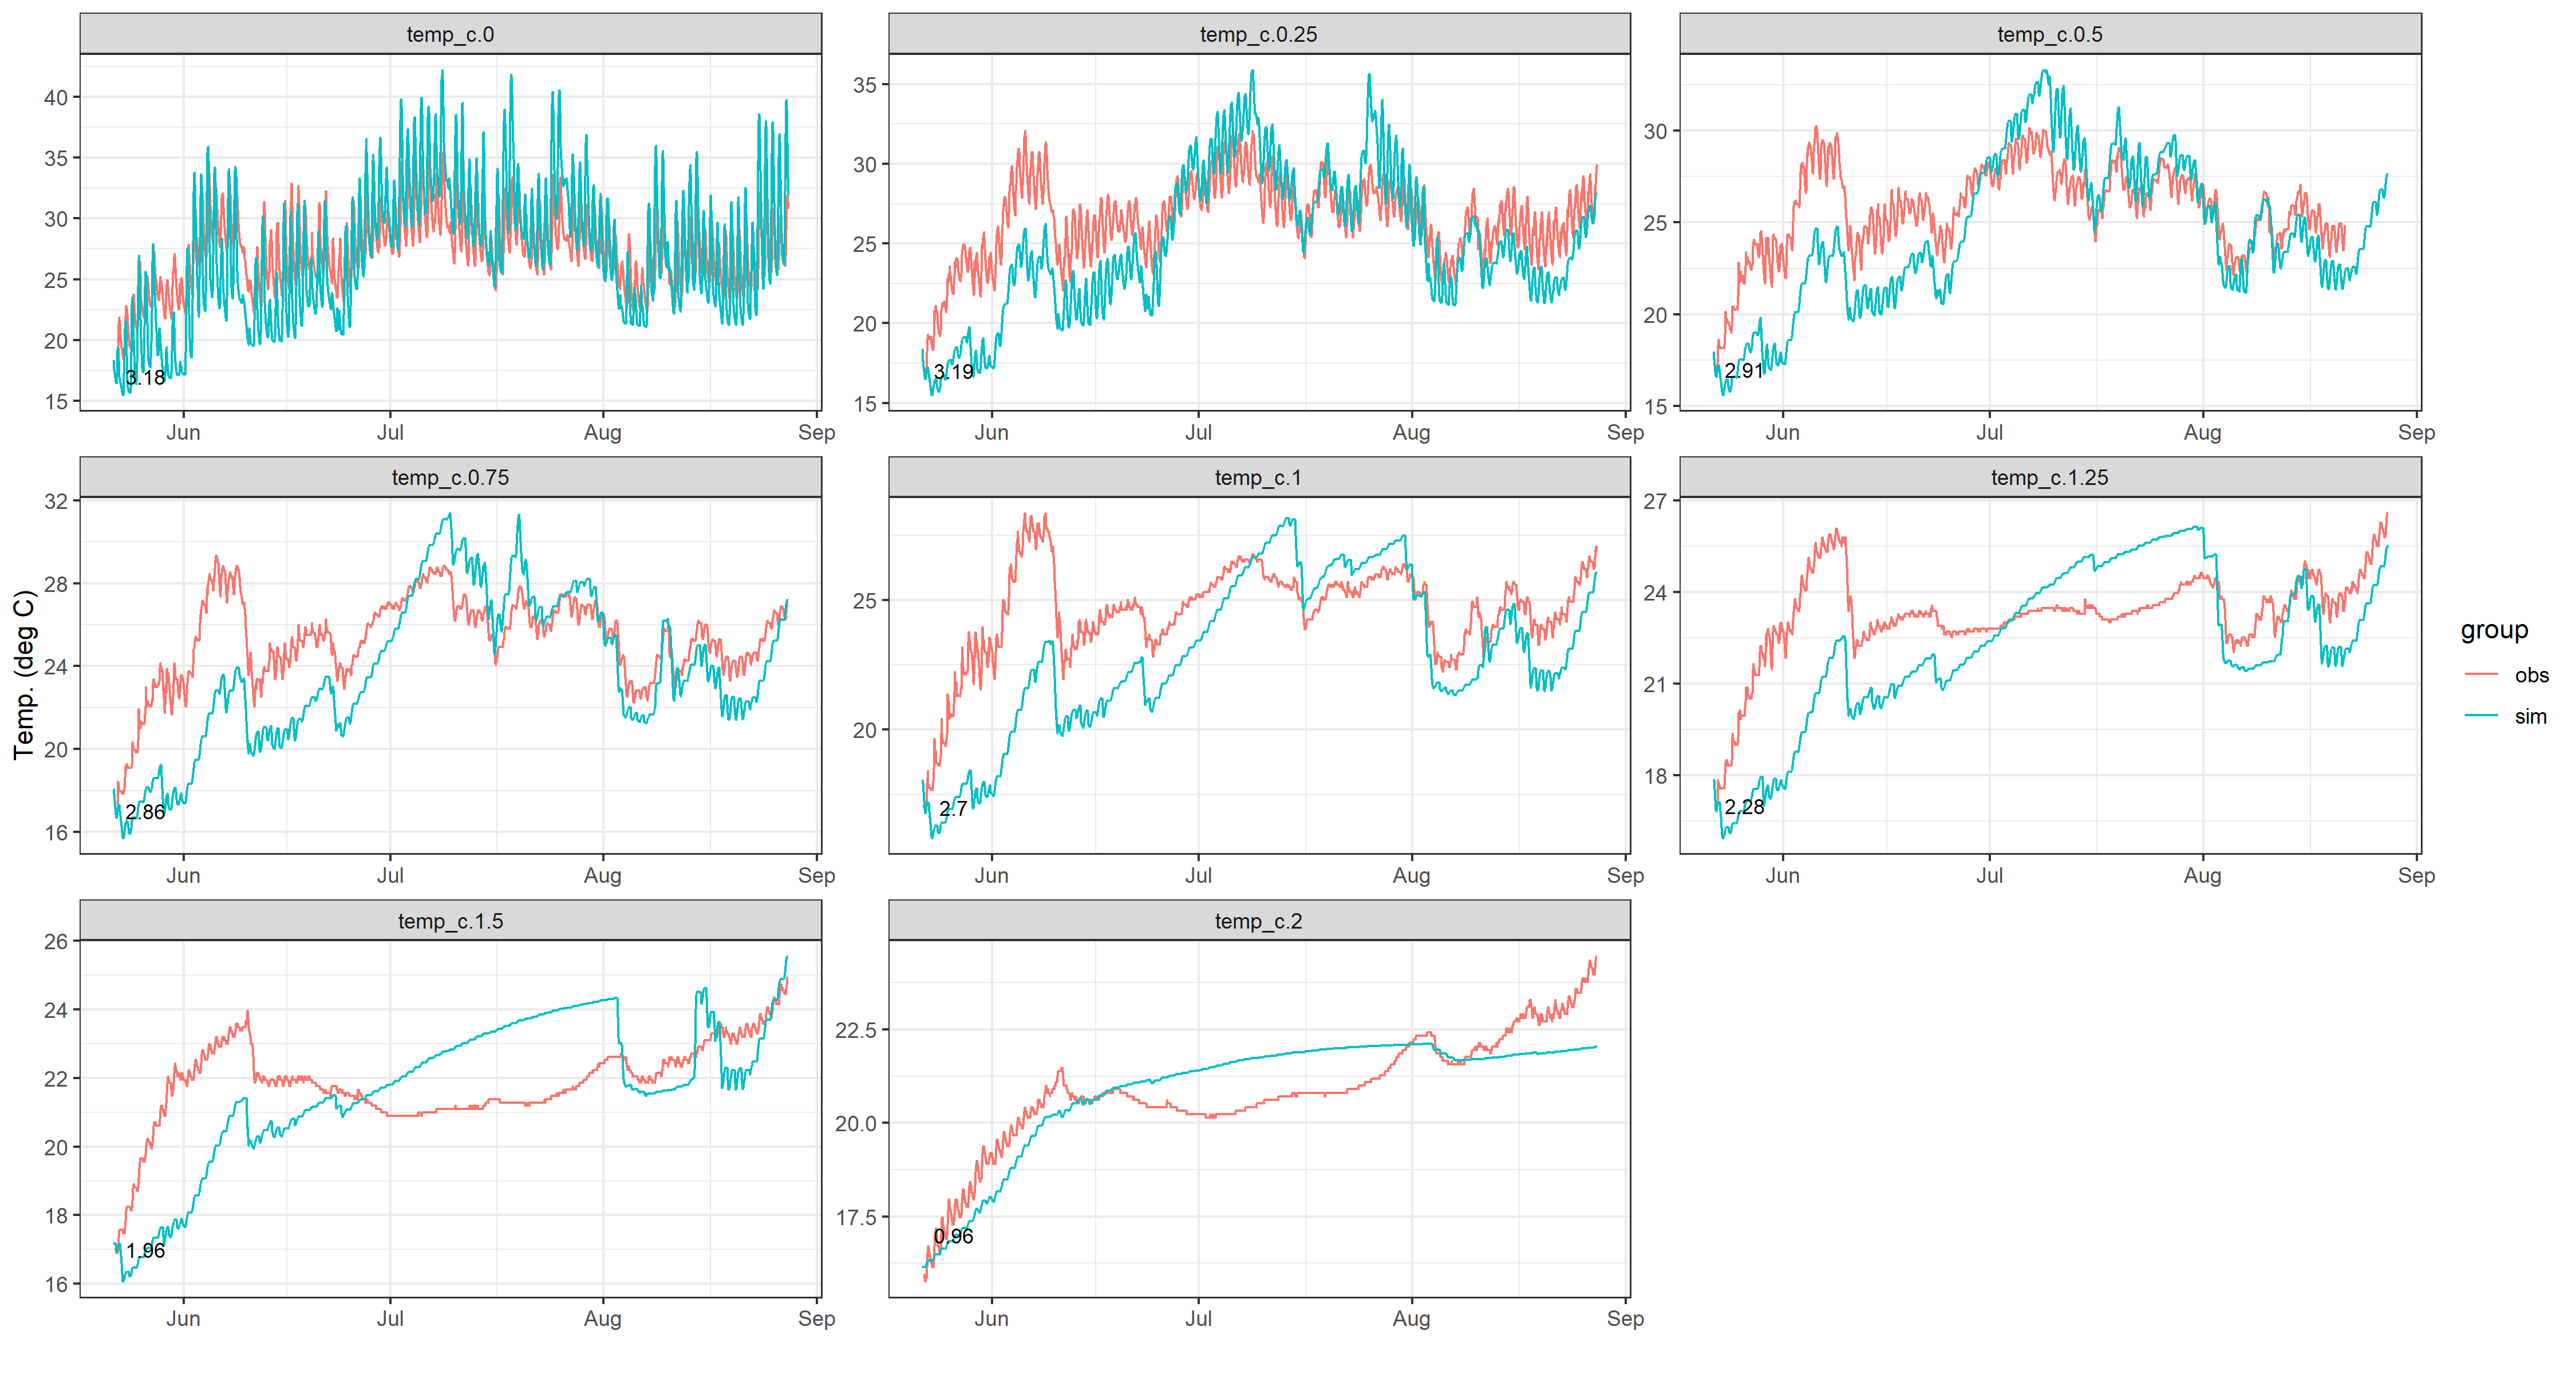 temp_c.0
temp_c.0.25
temp_c.0.5
40
35
30
25
20
15
3.18
Jun
Jul
Aug
Sep
35
30
25
20
15
3.19
Jun
Jul
Aug
Sep
30
25
20
15
2.91
Jun
Jul
Aug
Sep
temp_c.0.75
temp_c.1
temp_c.1.25
Temp. (deg C)
32
28
24
20
16
2.86
Jun
Jul
Aug
Sep
25
20
2.7
Jun
Jul
Aug
Sep
27
24
21
18
2.28
Jun
Jul
Aug
Sep
group
obs
sim
temp_c.1.5
temp_c.2
26
24
22
20
18
16
1.96
Jun
Jul
Aug
Sep
22.5
20.0
17.5
0.96
Jun
Jul
Aug
Sep